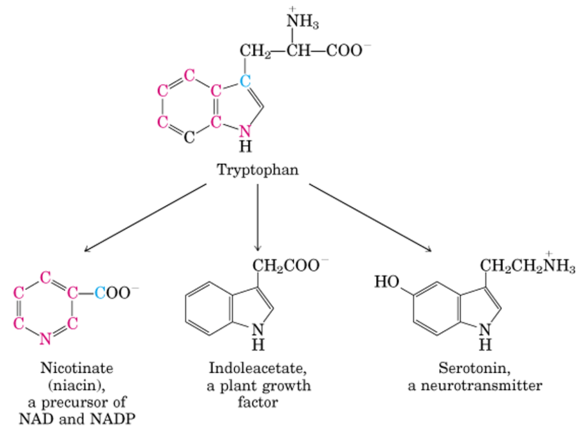 +
NH₃
CH₂—CH—COO⁻
C
C
C
C
C
C
C
C
N
H
Tryptophan
C
C
C
C
C
N
COO⁻
Nicotinate
(niacin),
a precursor of
NAD and NADP
CH₂COO⁻
N
H
Indoleacetate,
a plant growth
factor
+
CH₂CH₂NH₃
HO
N
H
Serotonin,
a neurotransmitter